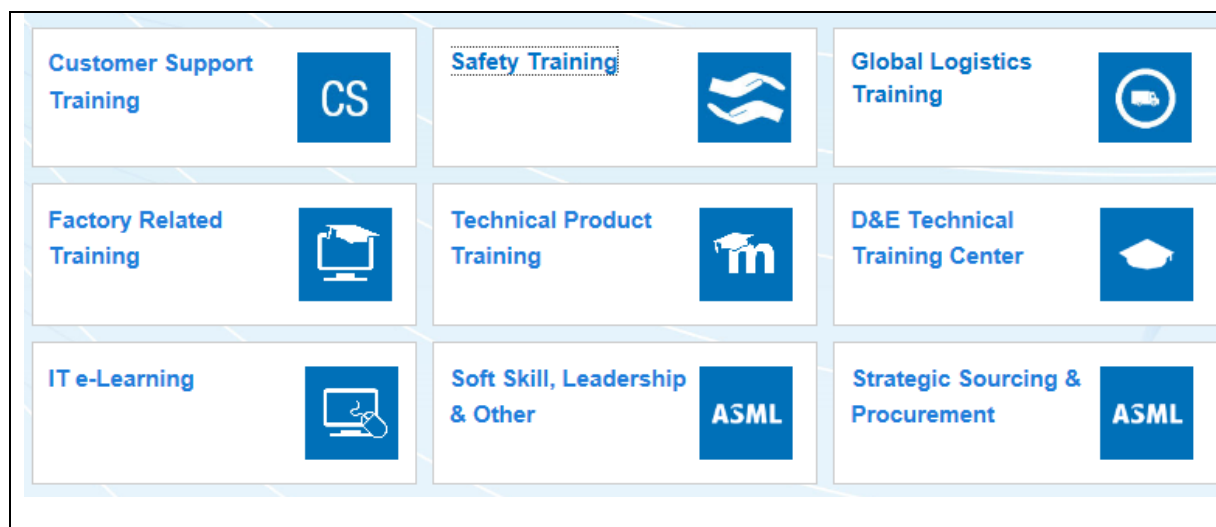 Customer Support
Training
CS
Safety Training
Global Logistics
Training
Factory Related
Training
Technical Product
Training
m
D&E Technical
Training Center
IT e-Learning
Soft Skill, Leadership
& Other
ASML
Strategic Sourcing &
Procurement
ASML